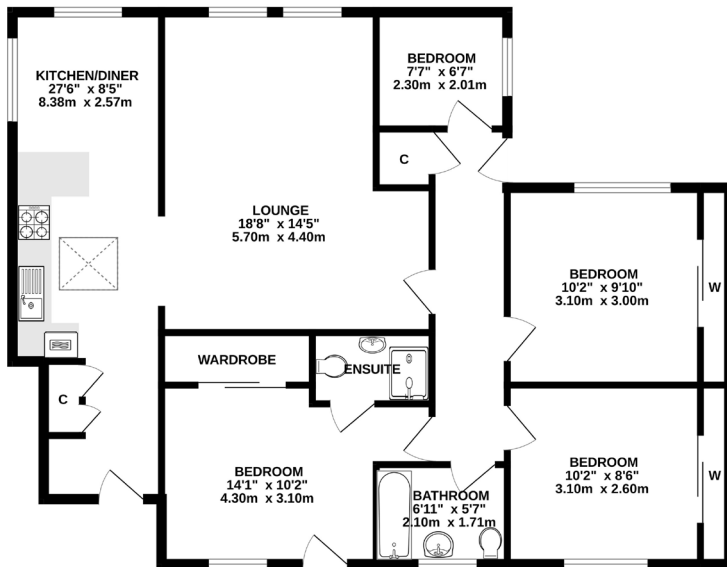 KITCHEN/DINER
27'6" x 8'5"
8.38m x 2.57m
BEDROOM
7'7" x 6'7"
2.30m x 2.01m
C
LOUNGE
18'8" x 14'5"
5.70m x 4.40m
BEDROOM
10'2" x 9'10"
3.10m x 3.00m
W
WARDROBE
ENSUITE
C
BEDROOM
14'1" x 10'2"
4.30m x 3.10m
BATHROOM
6'11" x 5'7"
2.10m x 1.71m
BEDROOM
10'2" x 8'6"
3.10m x 2.60m
W